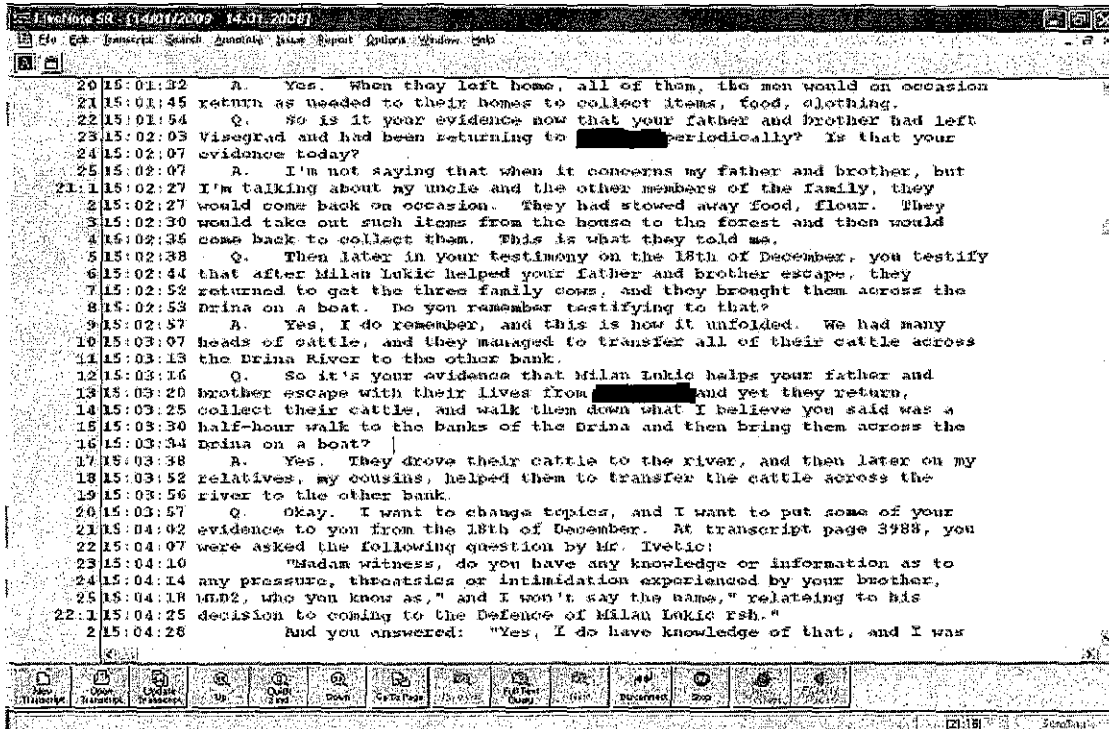 LiveNote SR - [14/01/2009 14.01.2008]
File Edit Transcript Search Annotate Issue Report Options Window Help
20 15:01:32 A. Yes. When they left home, all of them, the men would on occasion
21 15:01:45 return as needed to their homes to collect items, food, clothing.
22 15:01:54 Q. So is it your evidence now that your father and brother had left
23 15:02:03 Visegrad and had been returning to periodically? Is that your
24 15:02:07 evidence today?
25 15:02:07 A. I'm not saying that when it concerns my father and brother, but
21:1 15:02:27 I'm talking about my uncle and the other members of the family, they
2 15:02:27 would come back on occasion. They had stowed away food, flour. They
3 15:02:30 would take out such items from the house to the forest and then would
4 15:02:35 come back to collect them. This is what they told me.
5 15:02:38 Q. Then later in your testimony on the 18th of December, you testify
6 15:02:44 that after Milan Lukic helped your father and brother escape, they
7 15:02:52 returned to get the three family cows, and they brought them across the
8 15:02:53 Drina on a boat. Do you remember testifying to that?
9 15:02:57 A. Yes, I do remember, and this is how it unfolded. We had many
10 15:03:07 heads of cattle, and they managed to transfer all of their cattle across
11 15:03:13 the Drina River to the other bank.
12 15:03:16 Q. So it's your evidence that Milan Lukic helps your father and
13 15:03:20 brother escape with their lives from and yet they return,
14 15:03:25 collect their cattle, and walk them down what I believe you said was a
15 15:03:30 half-hour walk to the banks of the Drina and then bring them across the
16 15:03:34 Drina on a boat?
17 15:03:38 A. Yes. They drove their cattle to the river, and then later on my
18 15:03:52 relatives, my cousins, helped them to transfer the cattle across the
19 15:03:56 river to the other bank.
20 15:03:57 Q. Okay. I want to change topics, and I want to put some of your
21 15:04:02 evidence to you from the 18th of December. At transcript page 3988, you
22 15:04:07 were asked the following question by Mr. Ivetic:
23 15:04:10 "Madam witness, do you have any knowledge or information as to
24 15:04:14 any pressure, threatsies or intimidation experienced by your brother,
25 15:04:18 MLD2, who you know as," and I won't say the name," relateing to his
22:1 15:04:25 decision to coming to the Defence of Milan Lukic rsh."
2 15:04:28 And you answered: "Yes, I do have knowledge of that, and I was
New Transcript Open Transcript Update Transcript Up Quick Find Down Go To Page Full Text Query Disconnect Stop
[21:16]